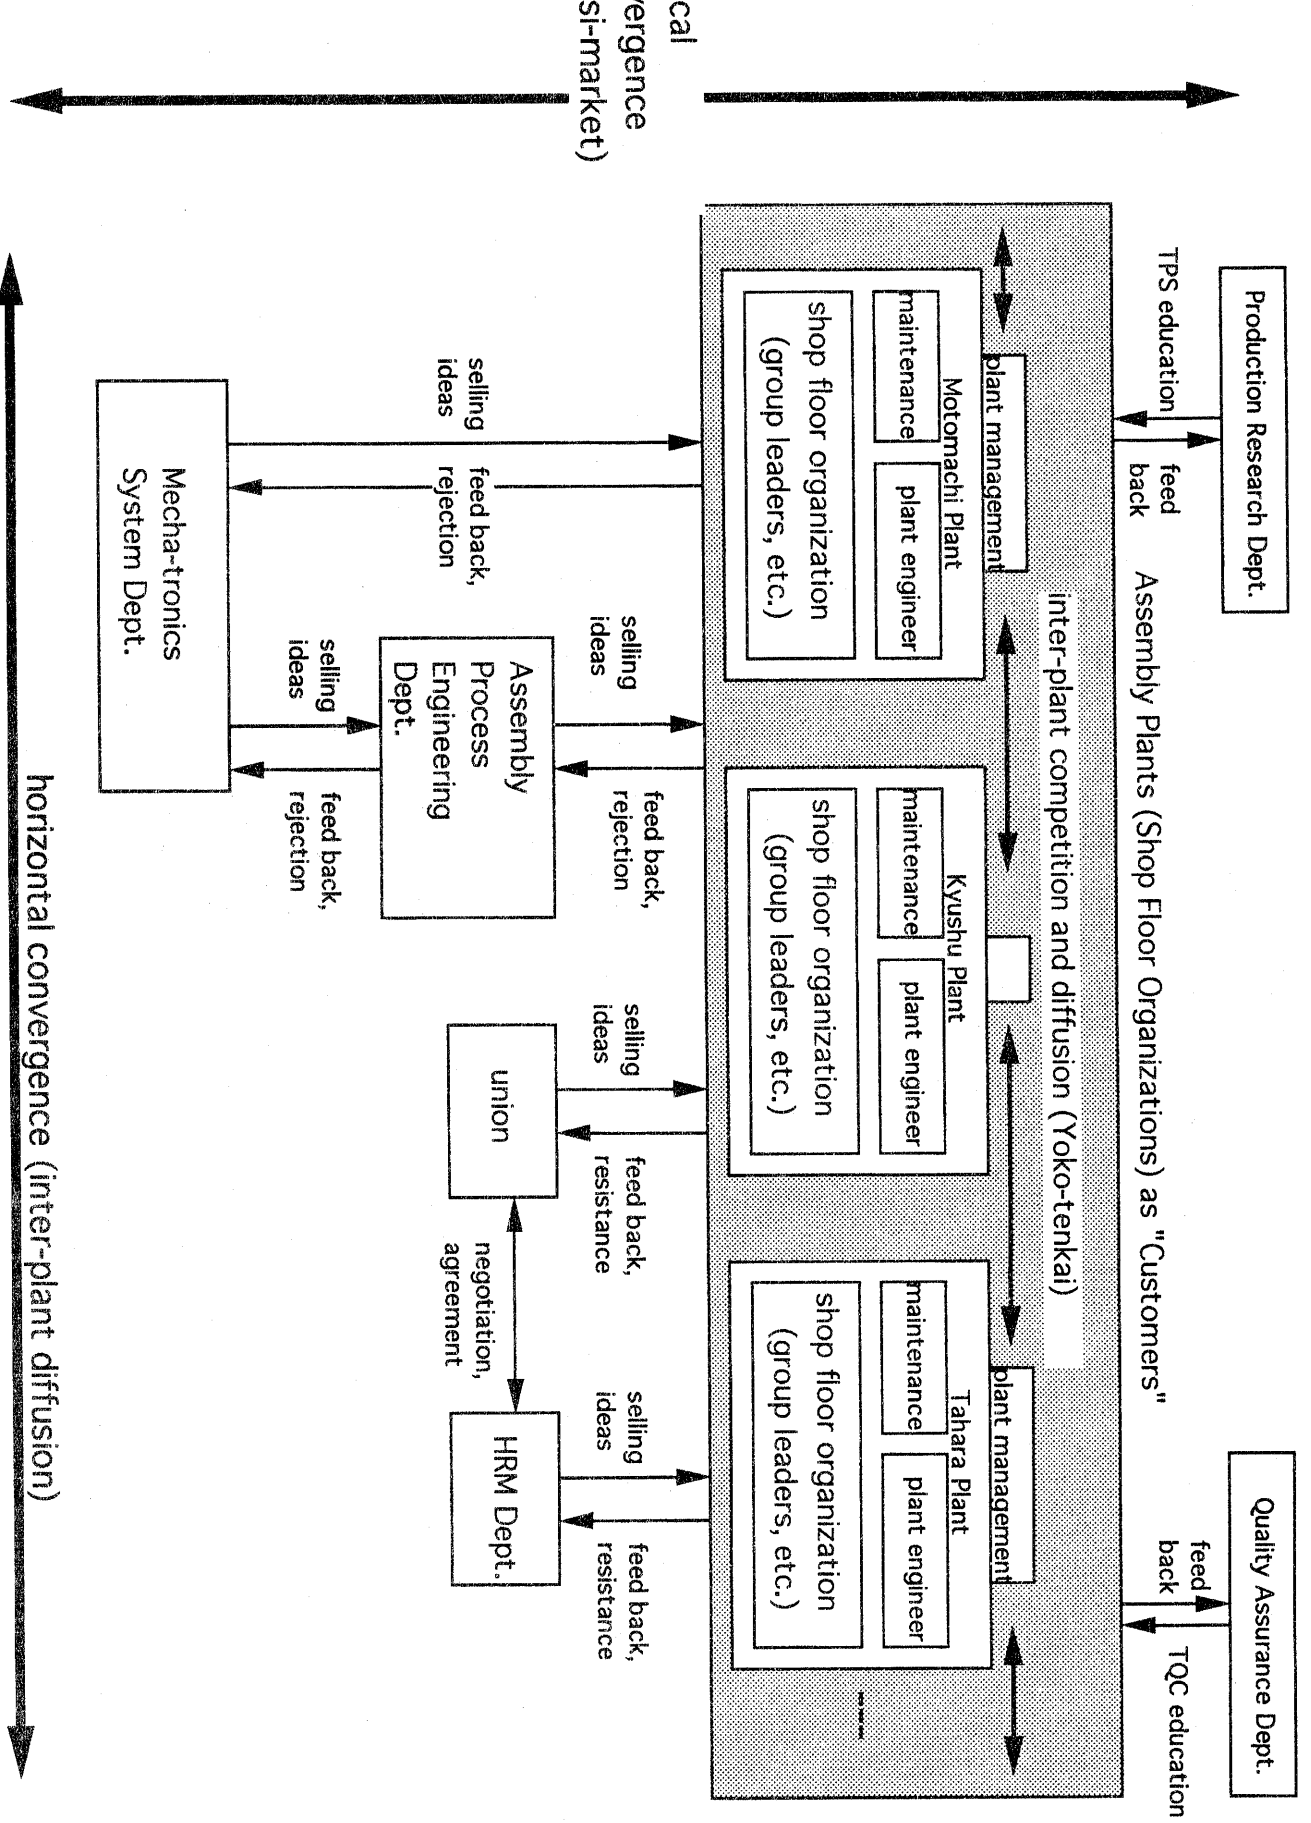 Production Research Dept.
Quality Assurance Dept.
TPS education
feed
back
feed
back
TQC education
Assembly Plants (Shop Floor Organizations) as "Customers"
inter-plant competition and diffusion (Yoko-tenkai)
plant management
Motomachi Plant
maintenance
plant engineer
shop floor organization
(group leaders, etc.)
Kyushu Plant
maintenance
plant engineer
shop floor organization
(group leaders, etc.)
plant management
Tahara Plant
maintenance
plant engineer
shop floor organization
(group leaders, etc.)
cal
vergence
si-market)
selling
ideas
feed back,
rejection
selling
ideas
feed back,
rejection
selling
ideas
feed back,
resistance
selling
ideas
feed back,
resistance
Assembly
Process
Engineering
Dept.
union
negotiation,
agreement
HRM Dept.
selling
ideas
feed back,
rejection
Mecha-tronics
System Dept.
horizontal convergence (inter-plant diffusion)